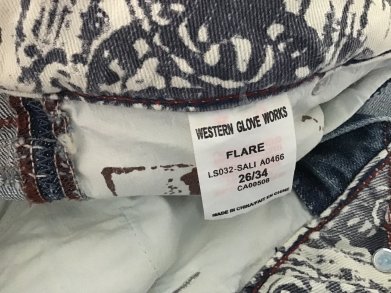 WESTERN GLOVE WORKS
FLARE
LS032-SALI A0466
26/34
CA00508
MADE IN CHINA/FAIT EN CHINE